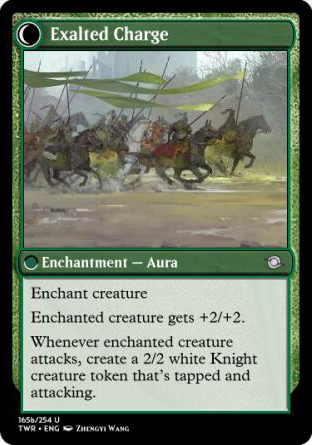 Exalted Charge
Enchantment — Aura
Enchant creature
Enchanted creature gets +2/+2.
Whenever enchanted creature
attacks, create a 2/2 white Knight
creature token that's tapped and
attacking.
165b/254 U
TWR • ENG Zhengyi Wang